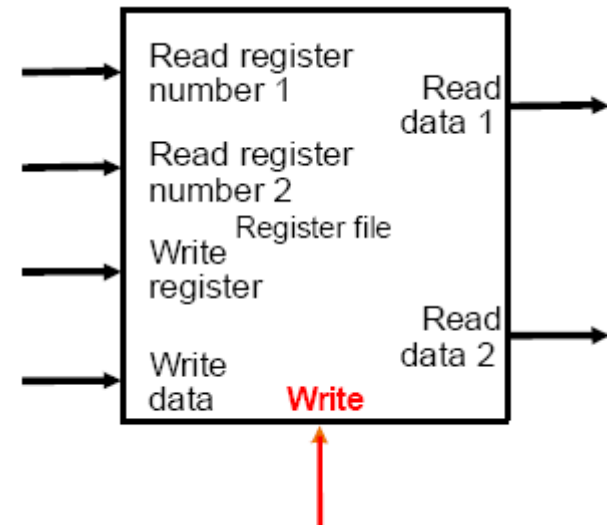 Read register
number 1
Read
data 1
Read register
number 2
Register file
Write
register
Read
data 2
Write
data
Write